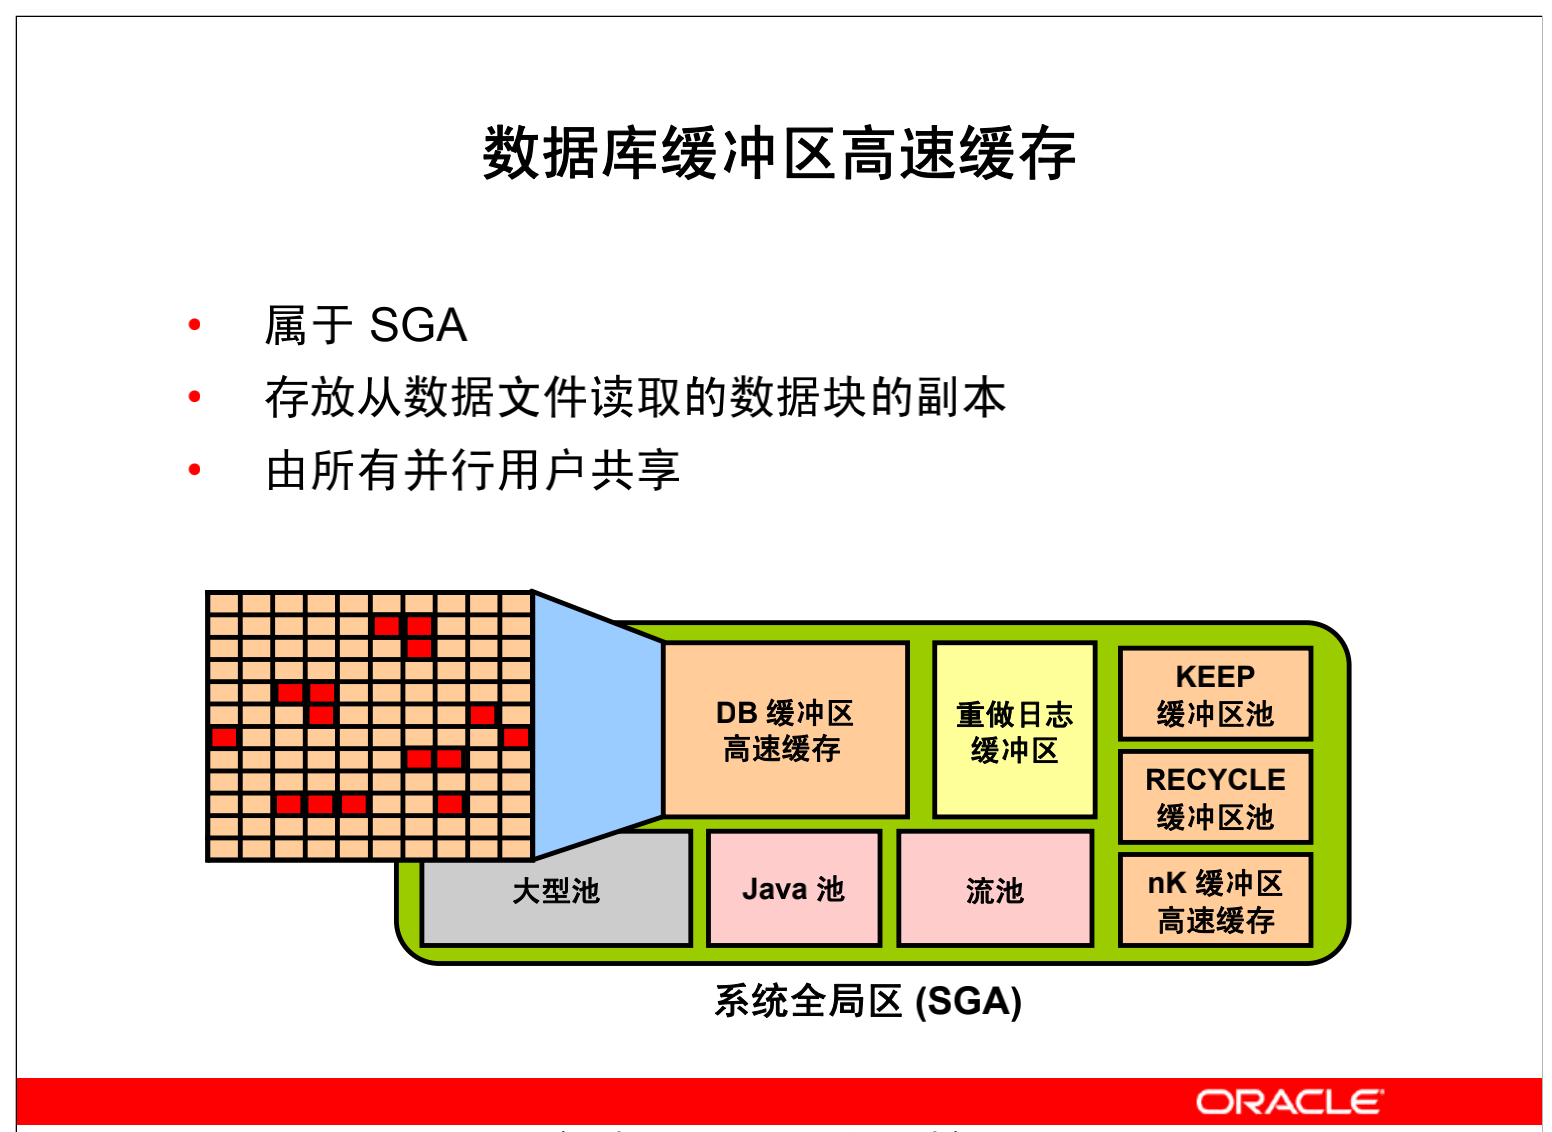 数据库缓冲区高速缓存
• 属于 SGA
• 存放从数据文件读取的数据块的副本
• 由所有并行用户共享
DB 缓冲区
高速缓存
重做日志
缓冲区
KEEP
缓冲区池
RECYCLE
缓冲区池
nK 缓冲区
高速缓存
大型池
Java 池
流池
系统全局区 (SGA)
ORACLE